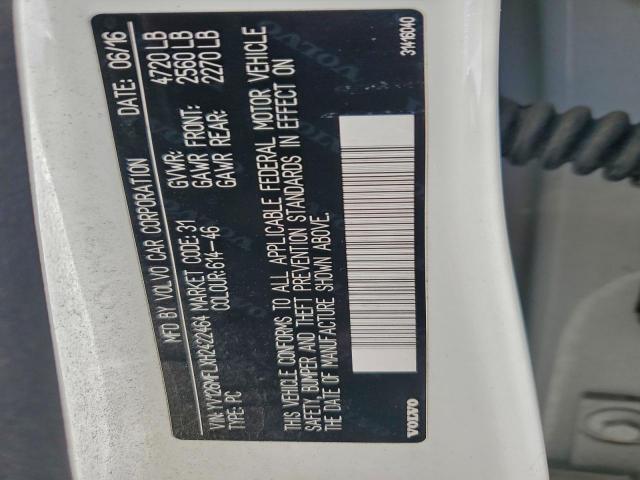 MFD BY VOLVO CAR CORPORATION DATE: 06/16
VIN:YV126MFLXH2422464 MARKET CODE:31 GVWR: 4720 LB
TYPE: PC COLOUR:614-46 GAWR FRONT: 2560 LB
GAWR REAR: 2270 LB
THIS VEHICLE CONFORMS TO ALL APPLICABLE FEDERAL MOTOR VEHICLE
SAFETY, BUMPER AND THEFT PREVENTION STANDARDS IN EFFECT ON
THE DATE OF MANUFACTURE SHOWN ABOVE.
VOLVO 31416040